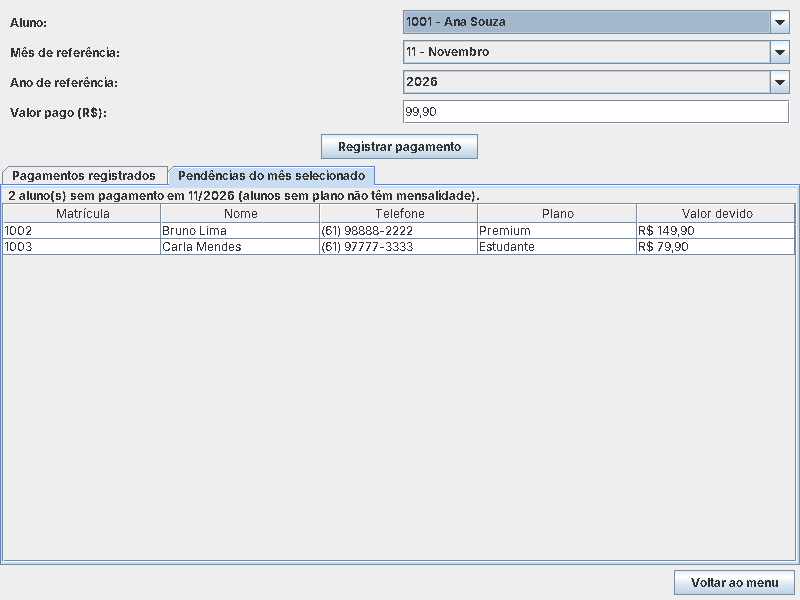 Aluno: 1001 - Ana Souza
Mês de referência: 11 - Novembro
Ano de referência: 2026
Valor pago (R$): 99,90
Registrar pagamento
Pagamentos registrados Pendências do mês selecionado
2 aluno(s) sem pagamento em 11/2026 (alunos sem plano não têm mensalidade).
Matrícula Nome Telefone Plano Valor devido
1002 Bruno Lima (61) 98888-2222 Premium R$ 149,90
1003 Carla Mendes (61) 97777-3333 Estudante R$ 79,90
Voltar ao menu